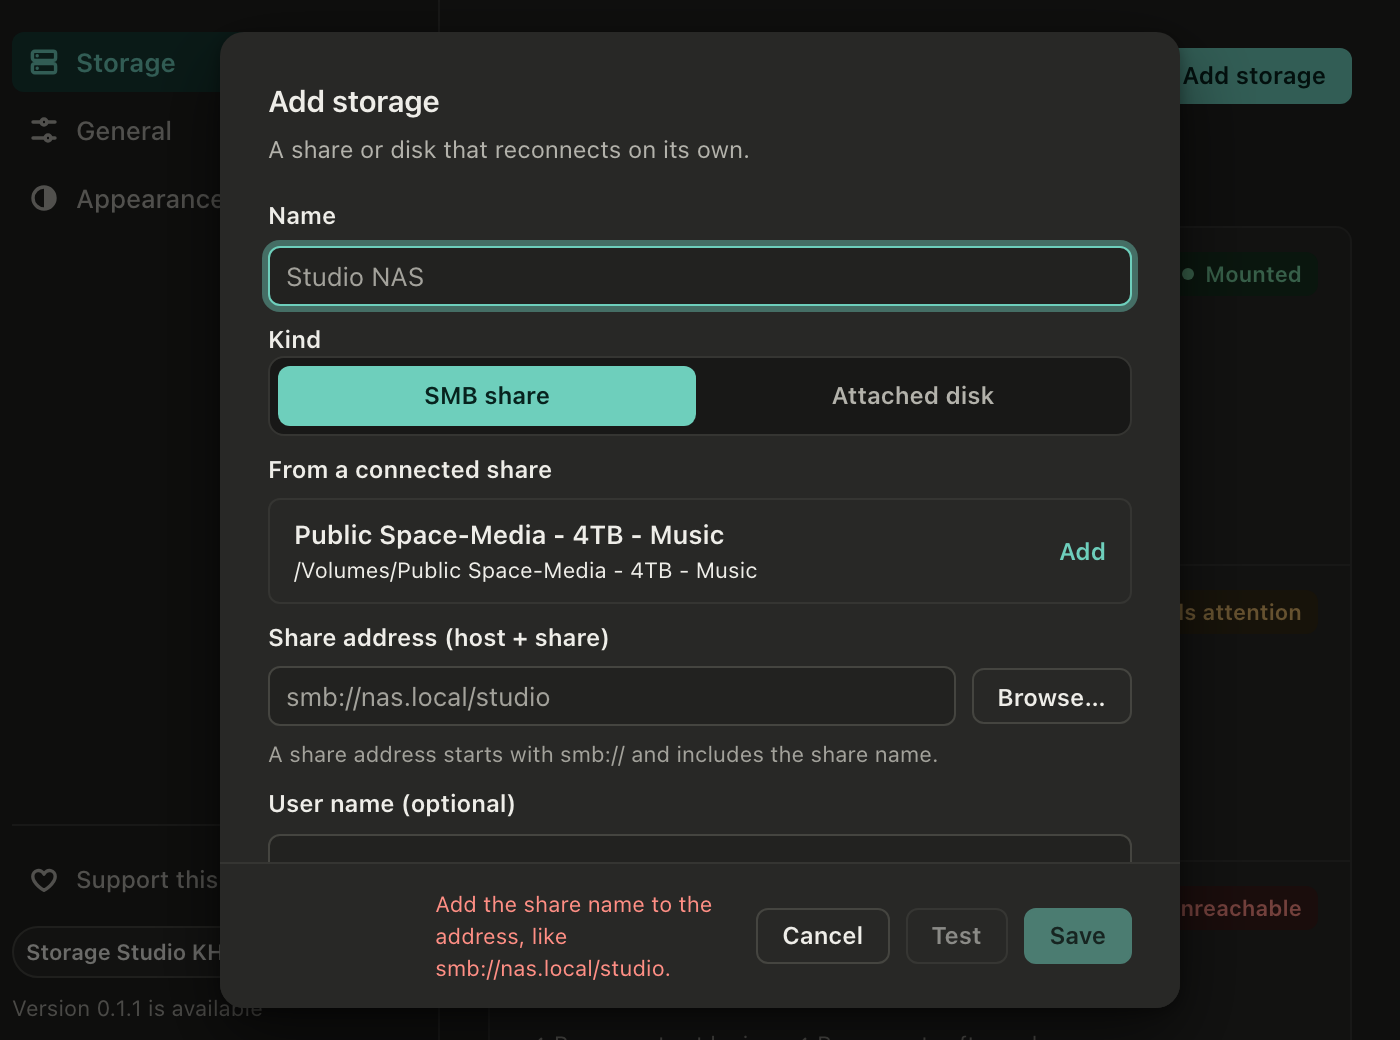 Storage
General
Appearance
Add storage
Mounted
ls attention
nreachable
Add storage
A share or disk that reconnects on its own.
Name
Studio NAS
Kind
SMB share
Attached disk
From a connected share
Public Space-Media - 4TB - Music
/Volumes/Public Space-Media - 4TB - Music
Add
Share address (host + share)
smb://nas.local/studio
Browse...
A share address starts with smb:// and includes the share name.
User name (optional)
Add the share name to the
address, like
smb://nas.local/studio.
Cancel
Test
Save
Support this
Storage Studio KH
Version 0.1.1 is available